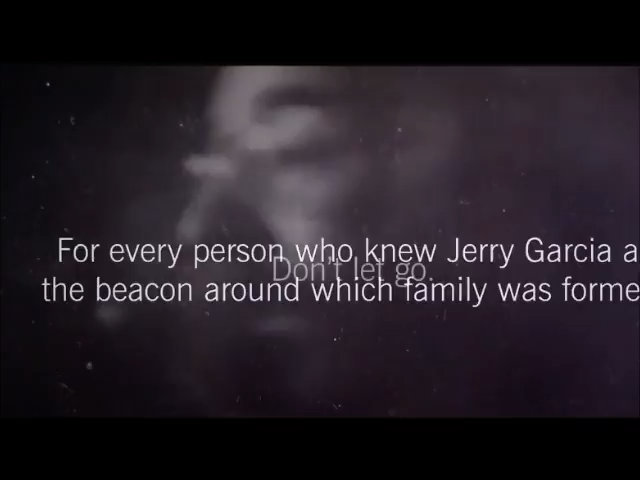 For every person who knew Jerry Garcia a
Don't let go.
the beacon around which family was forme